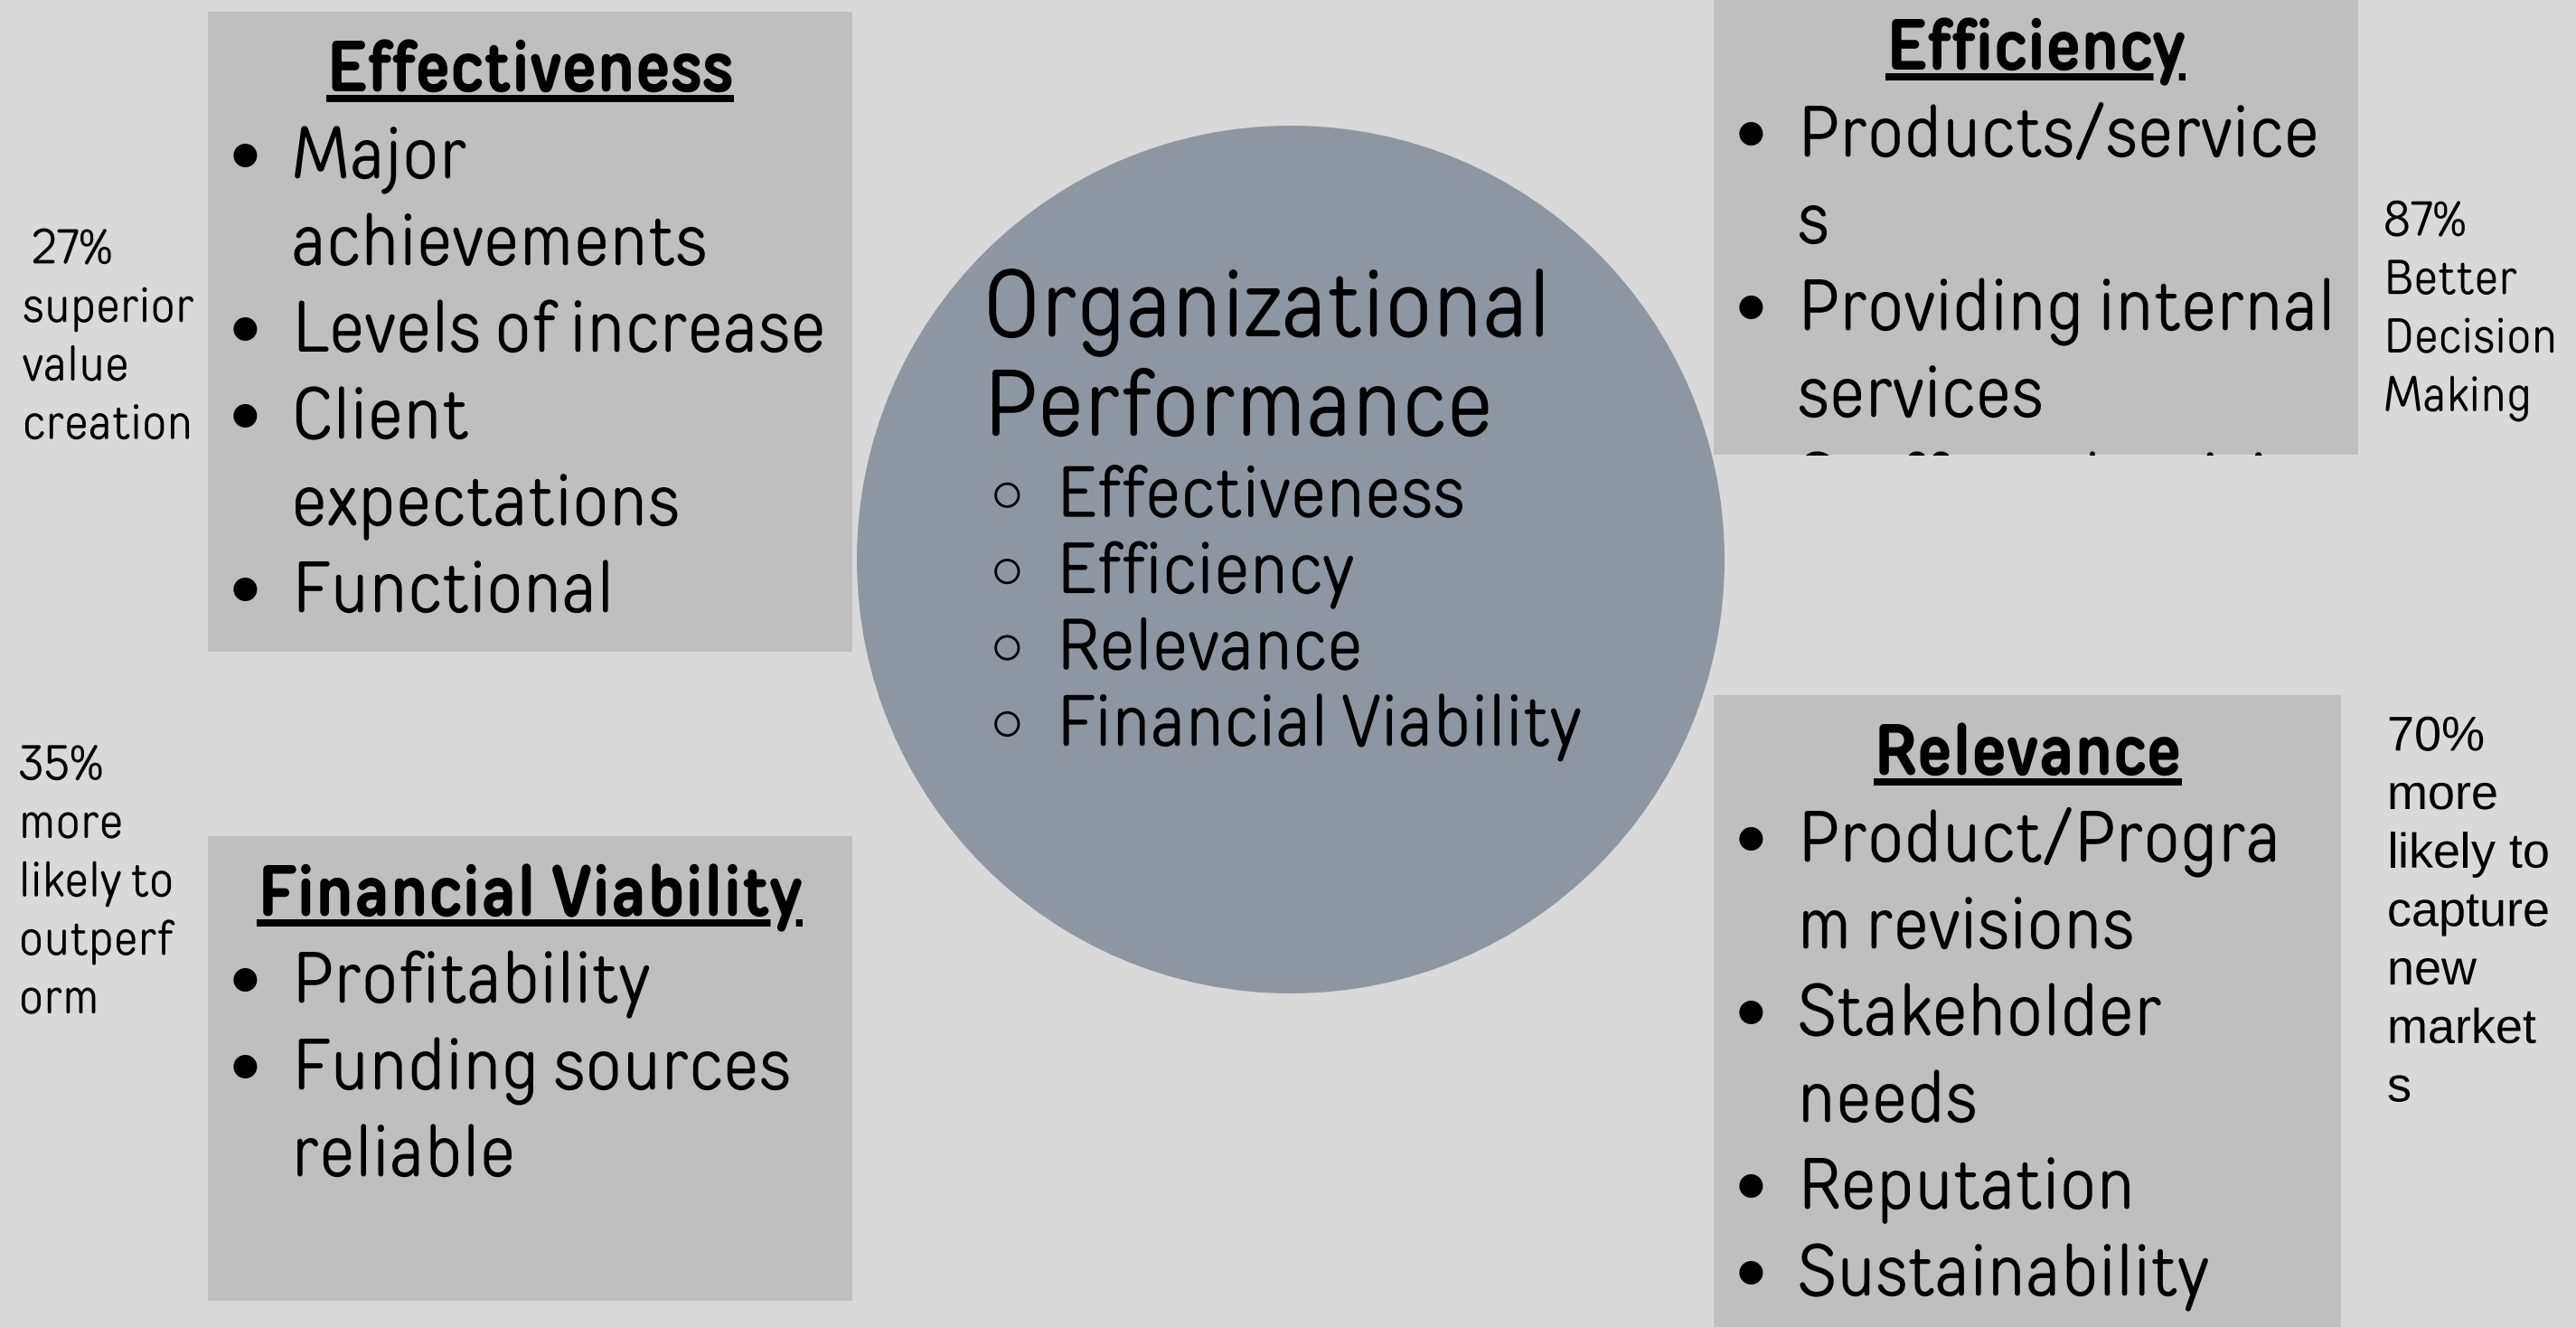 Effectiveness
Major
achievements
Levels of increase
Client
expectations
Functional
27%
superior
value
creation
Organizational
Performance
Effectiveness
Efficiency
Relevance
Financial Viability
Efficiency
Products/service
s
Providing internal
services
87%
Better
Decision
Making
35%
more
likely to
outperf
orm
Financial Viability
Profitability
Funding sources
reliable
Relevance
Product/Progra
m revisions
Stakeholder
needs
Reputation
Sustainability
70%
more
likely to
capture
new
market
s